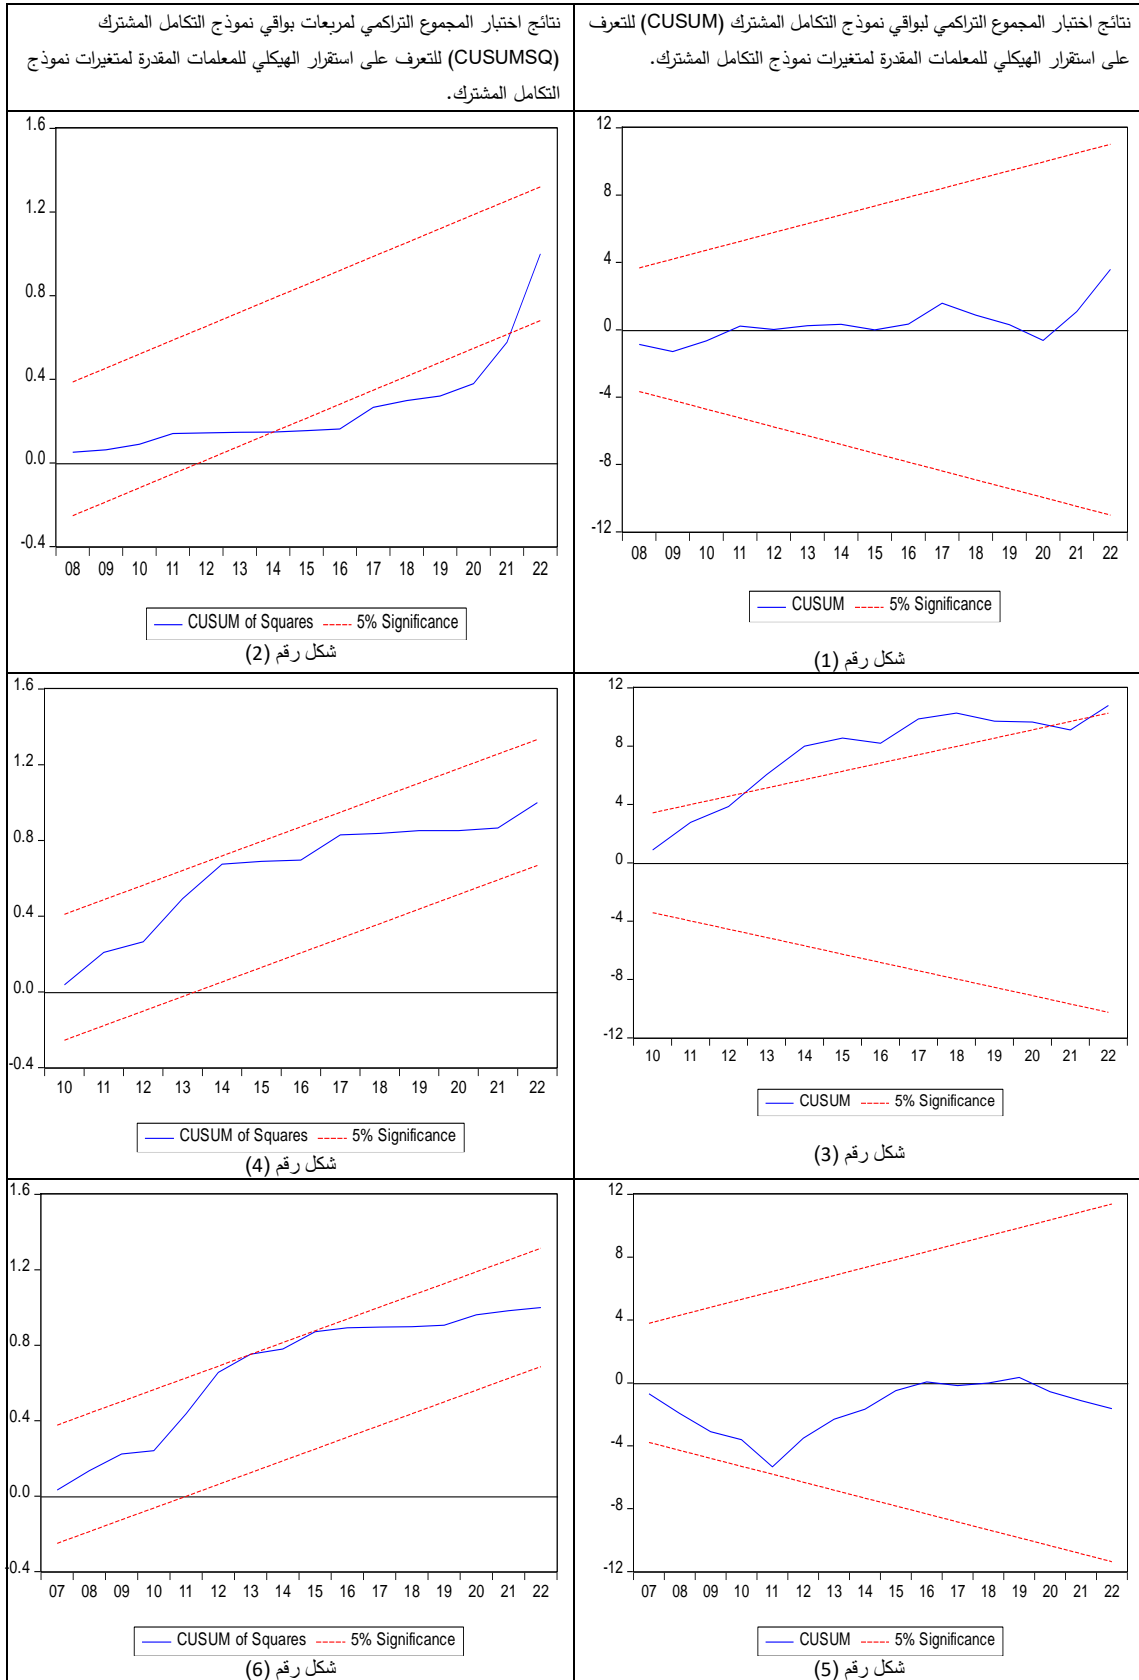 نتائج اختبار المجموع التراكمي لبواقي نموذج التكامل المشترك (CUSUM) للتعرف
على استقرار الهيكلي للمعلمات المقدرة لمتغيرات نموذج التكامل المشترك.
نتائج اختبار المجموع التراكمي لمربعات بواقي نموذج التكامل المشترك
(CUSUMSQ) للتعرف على استقرار الهيكلي للمعلمات المقدرة لمتغيرات نموذج
التكامل المشترك.
12
8
4
0
-4
-8
-12
08 09 10 11 12 13 14 15 16 17 18 19 20 21 22
CUSUM 5% Significance
شكل رقم (1)
1.6
1.2
0.8
0.4
0.0
-0.4
08 09 10 11 12 13 14 15 16 17 18 19 20 21 22
CUSUM of Squares 5% Significance
شكل رقم (2)
12
8
4
0
-4
-8
-12
10 11 12 13 14 15 16 17 18 19 20 21 22
CUSUM 5% Significance
شكل رقم (3)
1.6
1.2
0.8
0.4
0.0
-0.4
10 11 12 13 14 15 16 17 18 19 20 21 22
CUSUM of Squares 5% Significance
شكل رقم (4)
12
8
4
0
-4
-8
-12
07 08 09 10 11 12 13 14 15 16 17 18 19 20 21 22
CUSUM 5% Significance
شكل رقم (5)
1.6
1.2
0.8
0.4
0.0
0.4
07 08 09 10 11 12 13 14 15 16 17 18 19 20 21 22
CUSUM of Squares 5% Significance
شكل رقم (6)